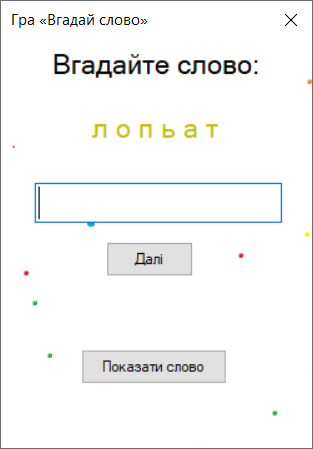 Гра «Вгадай слово»
Вгадайте слово:
л о п ь а т
Далі
Показати слово